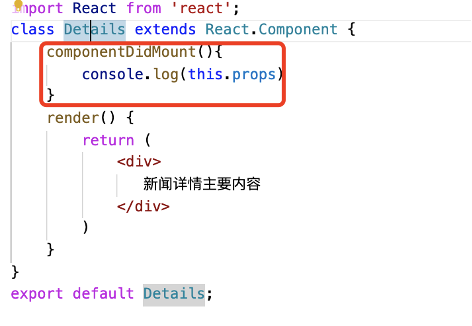 import React from 'react';
class Details extends React.Component {
componentDidMount(){
console.log(this.props)
}
render() {
return (
<div>
新闻详情主要内容
</div>
)
}
}
export default Details;